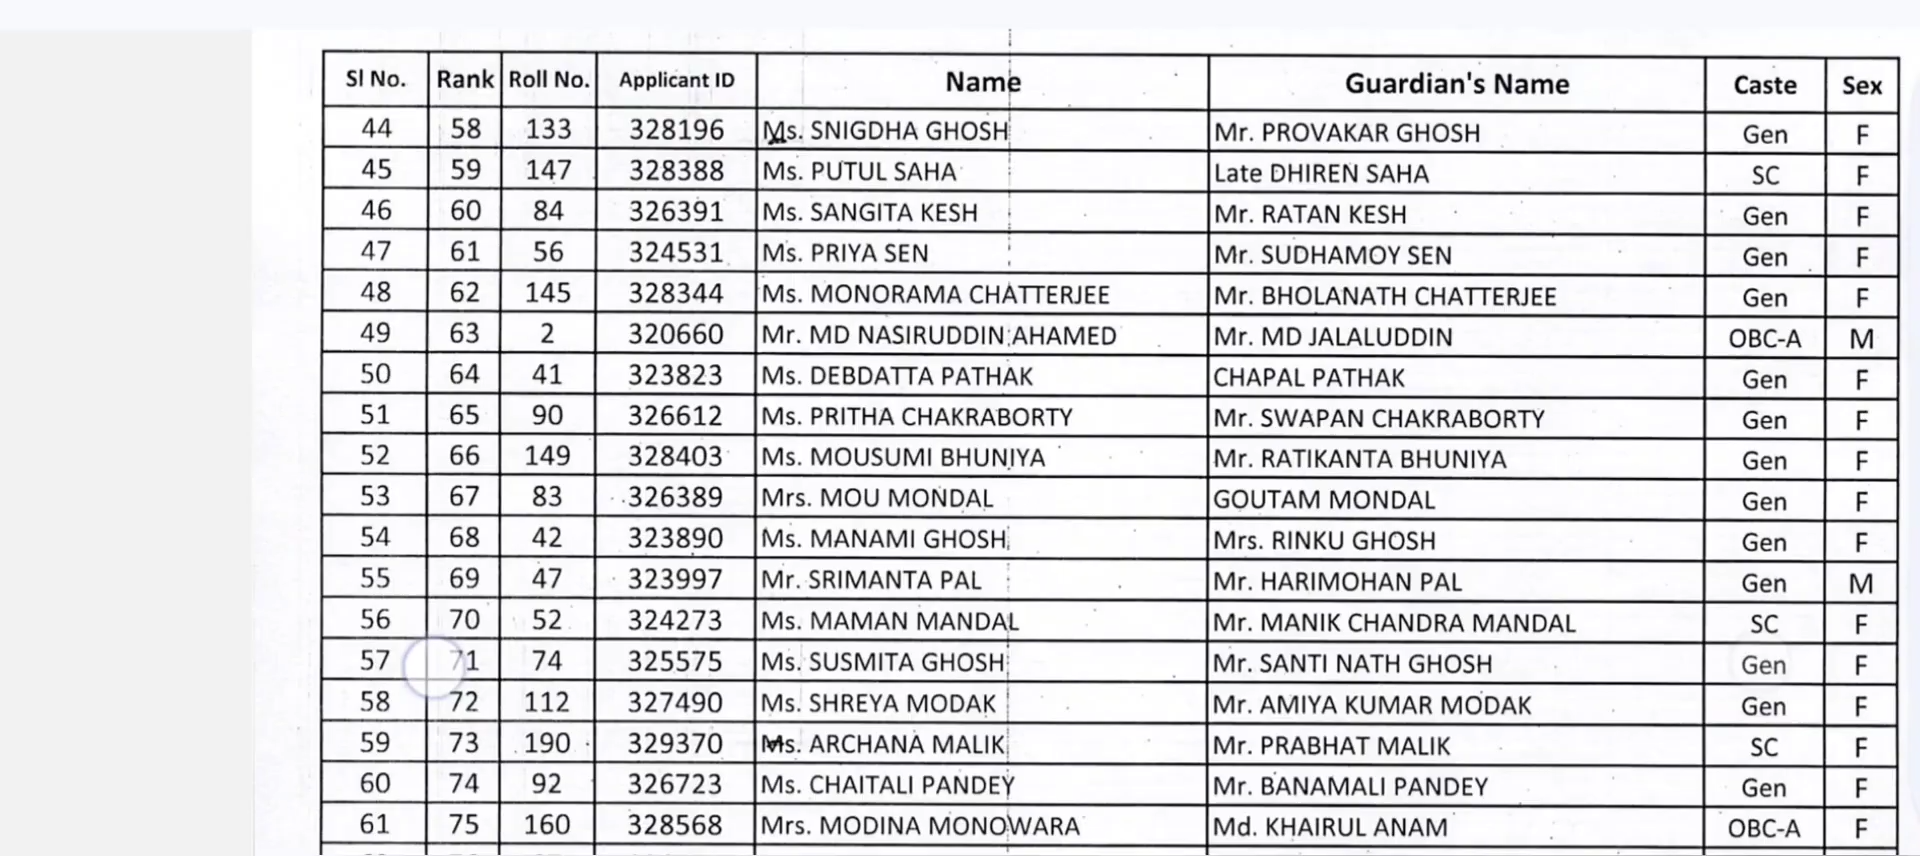 Sl No. Rank Roll No. Applicant ID Name Guardian's Name Caste Sex
44 58 133 328196 Ms. SNIGDHA GHOSH Mr. PROVAKAR GHOSH Gen F
45 59 147 328388 Ms. PUTUL SAHA Late DHIREN SAHA SC F
46 60 84 326391 Ms. SANGITA KESH Mr. RATAN KESH Gen F
47 61 56 324531 Ms. PRIYA SEN Mr. SUDHAMOY SEN Gen F
48 62 145 328344 Ms. MONORAMA CHATTERJEE Mr. BHOLANATH CHATTERJEE Gen F
49 63 2 320660 Mr. MD NASIRUDDIN AHAMED Mr. MD JALALUDDIN OBC-A M
50 64 41 323823 Ms. DEBDATTA PATHAK CHAPAL PATHAK Gen F
51 65 90 326612 Ms. PRITHA CHAKRABORTY Mr. SWAPAN CHAKRABORTY Gen F
52 66 149 328403 Ms. MOUSUMI BHUNIYA Mr. RATIKANTA BHUNIYA Gen F
53 67 83 326389 Mrs. MOU MONDAL GOUTAM MONDAL Gen F
54 68 42 323890 Ms. MANAMI GHOSH Mrs. RINKU GHOSH Gen F
55 69 47 323997 Mr. SRIMANTA PAL Mr. HARIMOHAN PAL Gen M
56 70 52 324273 Ms. MAMAN MANDAL Mr. MANIK CHANDRA MANDAL SC F
57 71 74 325575 Ms. SUSMITA GHOSH Mr. SANTI NATH GHOSH Gen F
58 72 112 327490 Ms. SHREYA MODAK Mr. AMIYA KUMAR MODAK Gen F
59 73 190 329370 Ms. ARCHANA MALIK Mr. PRABHAT MALIK SC F
60 74 92 326723 Ms. CHAITALI PANDEY Mr. BANAMALI PANDEY Gen F
61 75 160 328568 Mrs. MODINA MONOWARA Md. KHAIRUL ANAM OBC-A F